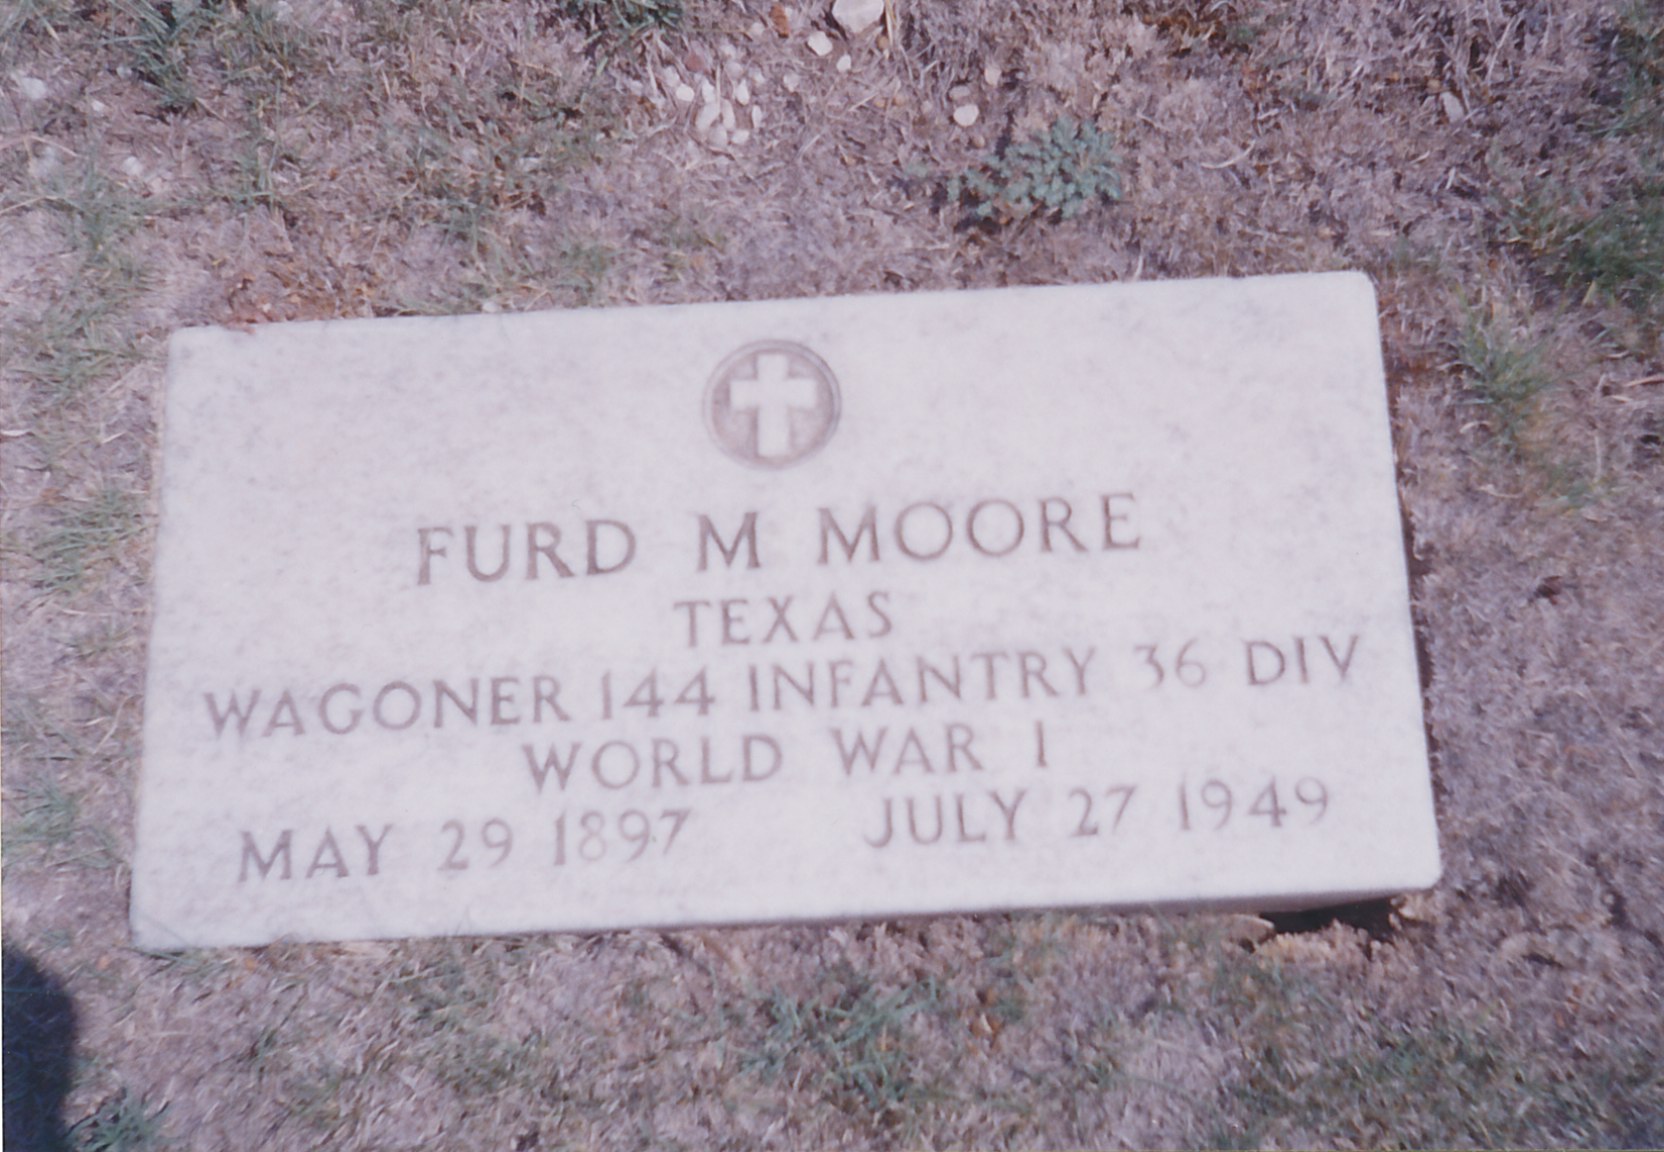 FURD M MOORE
TEXAS
WAGONER 144 INFANTRY 36 DIV
WORLD WAR I
MAY 29 1897 JULY 27 1949